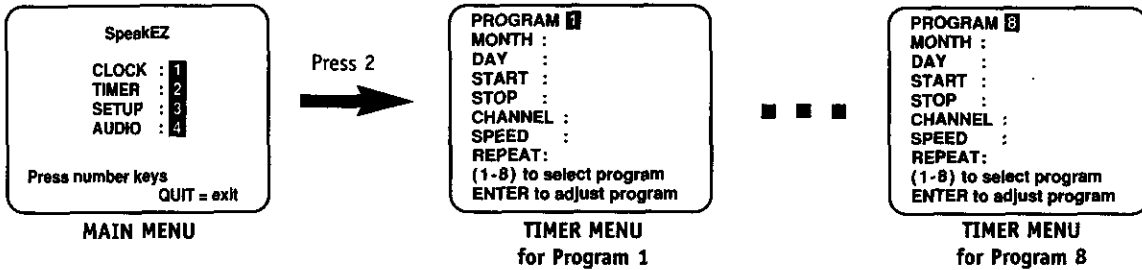 SpeakEZ
CLOCK : 1
TIMER : 2
SETUP : 3
AUDIO : 4
Press number keys
QUIT = exit
MAIN MENU
Press 2
PROGRAM 1
MONTH :
DAY :
START :
STOP :
CHANNEL :
SPEED :
REPEAT:
(1-8) to select program
ENTER to adjust program
TIMER MENU
for Program 1
PROGRAM 8
MONTH :
DAY :
START :
STOP :
CHANNEL :
SPEED :
REPEAT:
(1-8) to select program
ENTER to adjust program
TIMER MENU
for Program 8